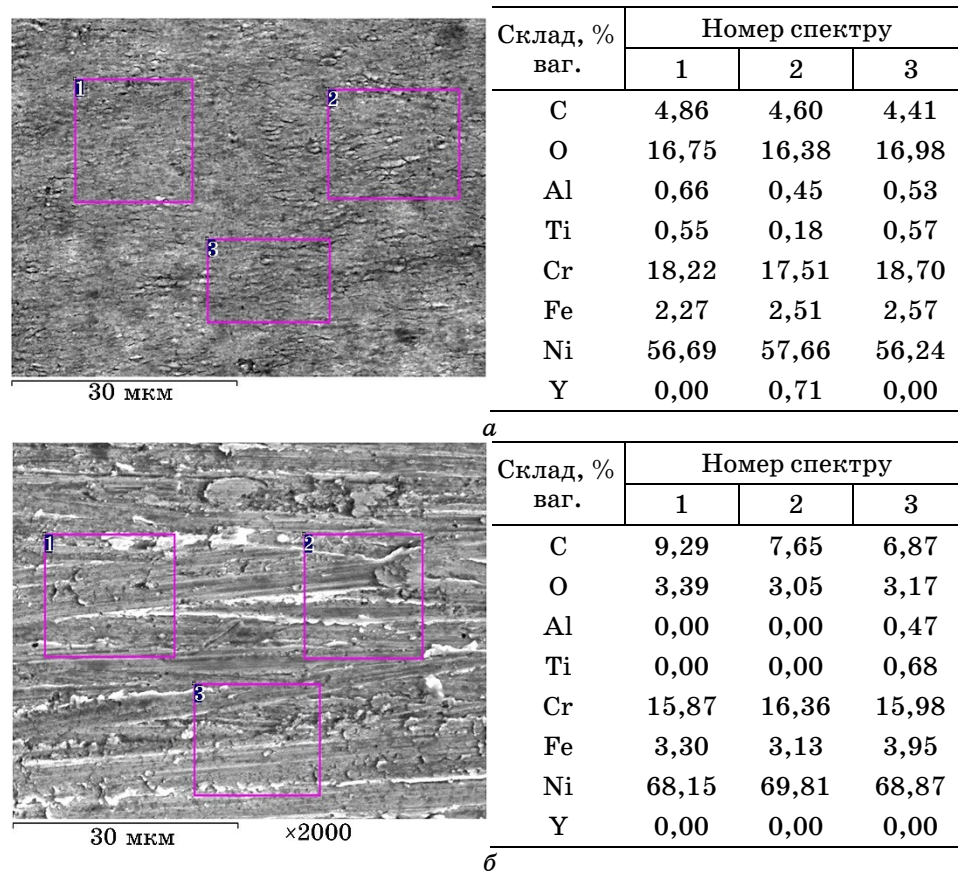 Склад, % ваг. Номер спектру
1 2 3
C 4,86 4,60 4,41
O 16,75 16,38 16,98
Al 0,66 0,45 0,53
Ti 0,55 0,18 0,57
Cr 18,22 17,51 18,70
Fe 2,27 2,51 2,57
Ni 56,69 57,66 56,24
Y 0,00 0,71 0,00
1
2
3
30 мкм
а
Склад, % ваг. Номер спектру
1 2 3
C 9,29 7,65 6,87
O 3,39 3,05 3,17
Al 0,00 0,00 0,47
Ti 0,00 0,00 0,68
Cr 15,87 16,36 15,98
Fe 3,30 3,13 3,95
Ni 68,15 69,81 68,87
Y 0,00 0,00 0,00
1
2
3
30 мкм ×2000
б